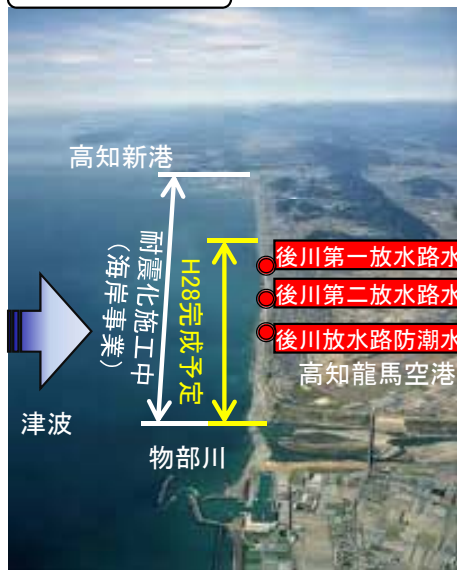 高知新港
耐震化施工中
（海岸事業）
H28完成予定
後川第一放水路水
後川第二放水路水
後川放水路防潮水
高知龍馬空港
津波
物部川